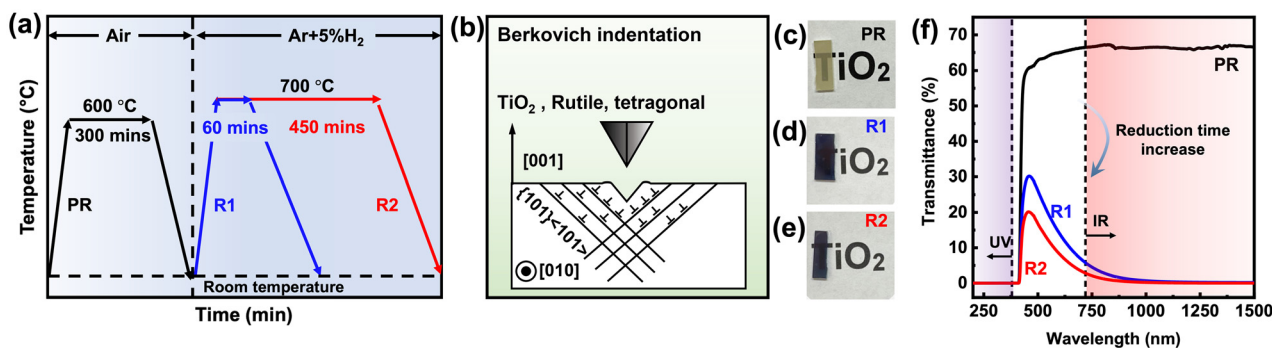 (a)
Air
Ar+5%H₂
600 °C
300 mins
700 °C
60 mins
450 mins
PR
R1
R2
Room temperature
Temperature (°C)
Time (min)
(b)
Berkovich indentation
TiO₂ , Rutile, tetragonal
[001]
{101}<101>
[010]
(c)
PR
TiO₂
(d)
R1
TiO₂
(e)
R2
TiO₂
(f)
Transmittance (%)
70
60
50
40
30
20
10
0
PR
Reduction time
increase
R1
R2
UV
IR
250
500
750
1000
1250
1500
Wavelength (nm)